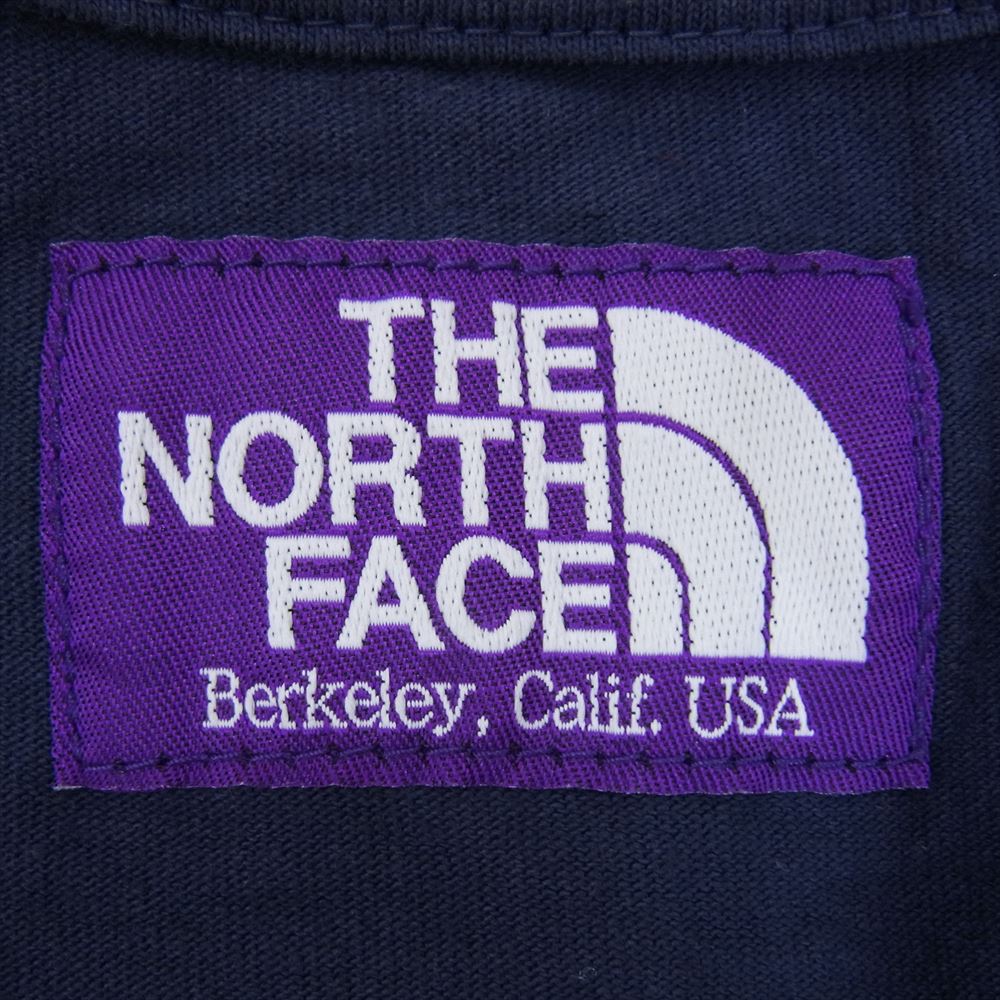 THE
NORTH
FACE
Berkeley, Calif. USA